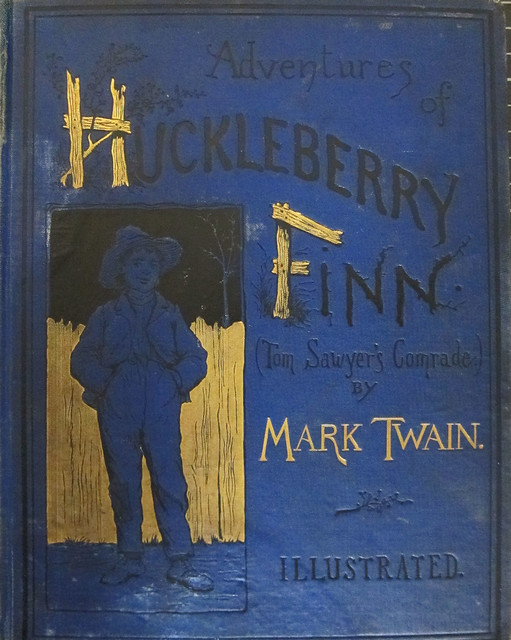 Adventures
of
HUCKLEBERRY
FINN.
(Tom Sawyer's Comrade.)
BY
MARK TWAIN.
ILLUSTRATED.